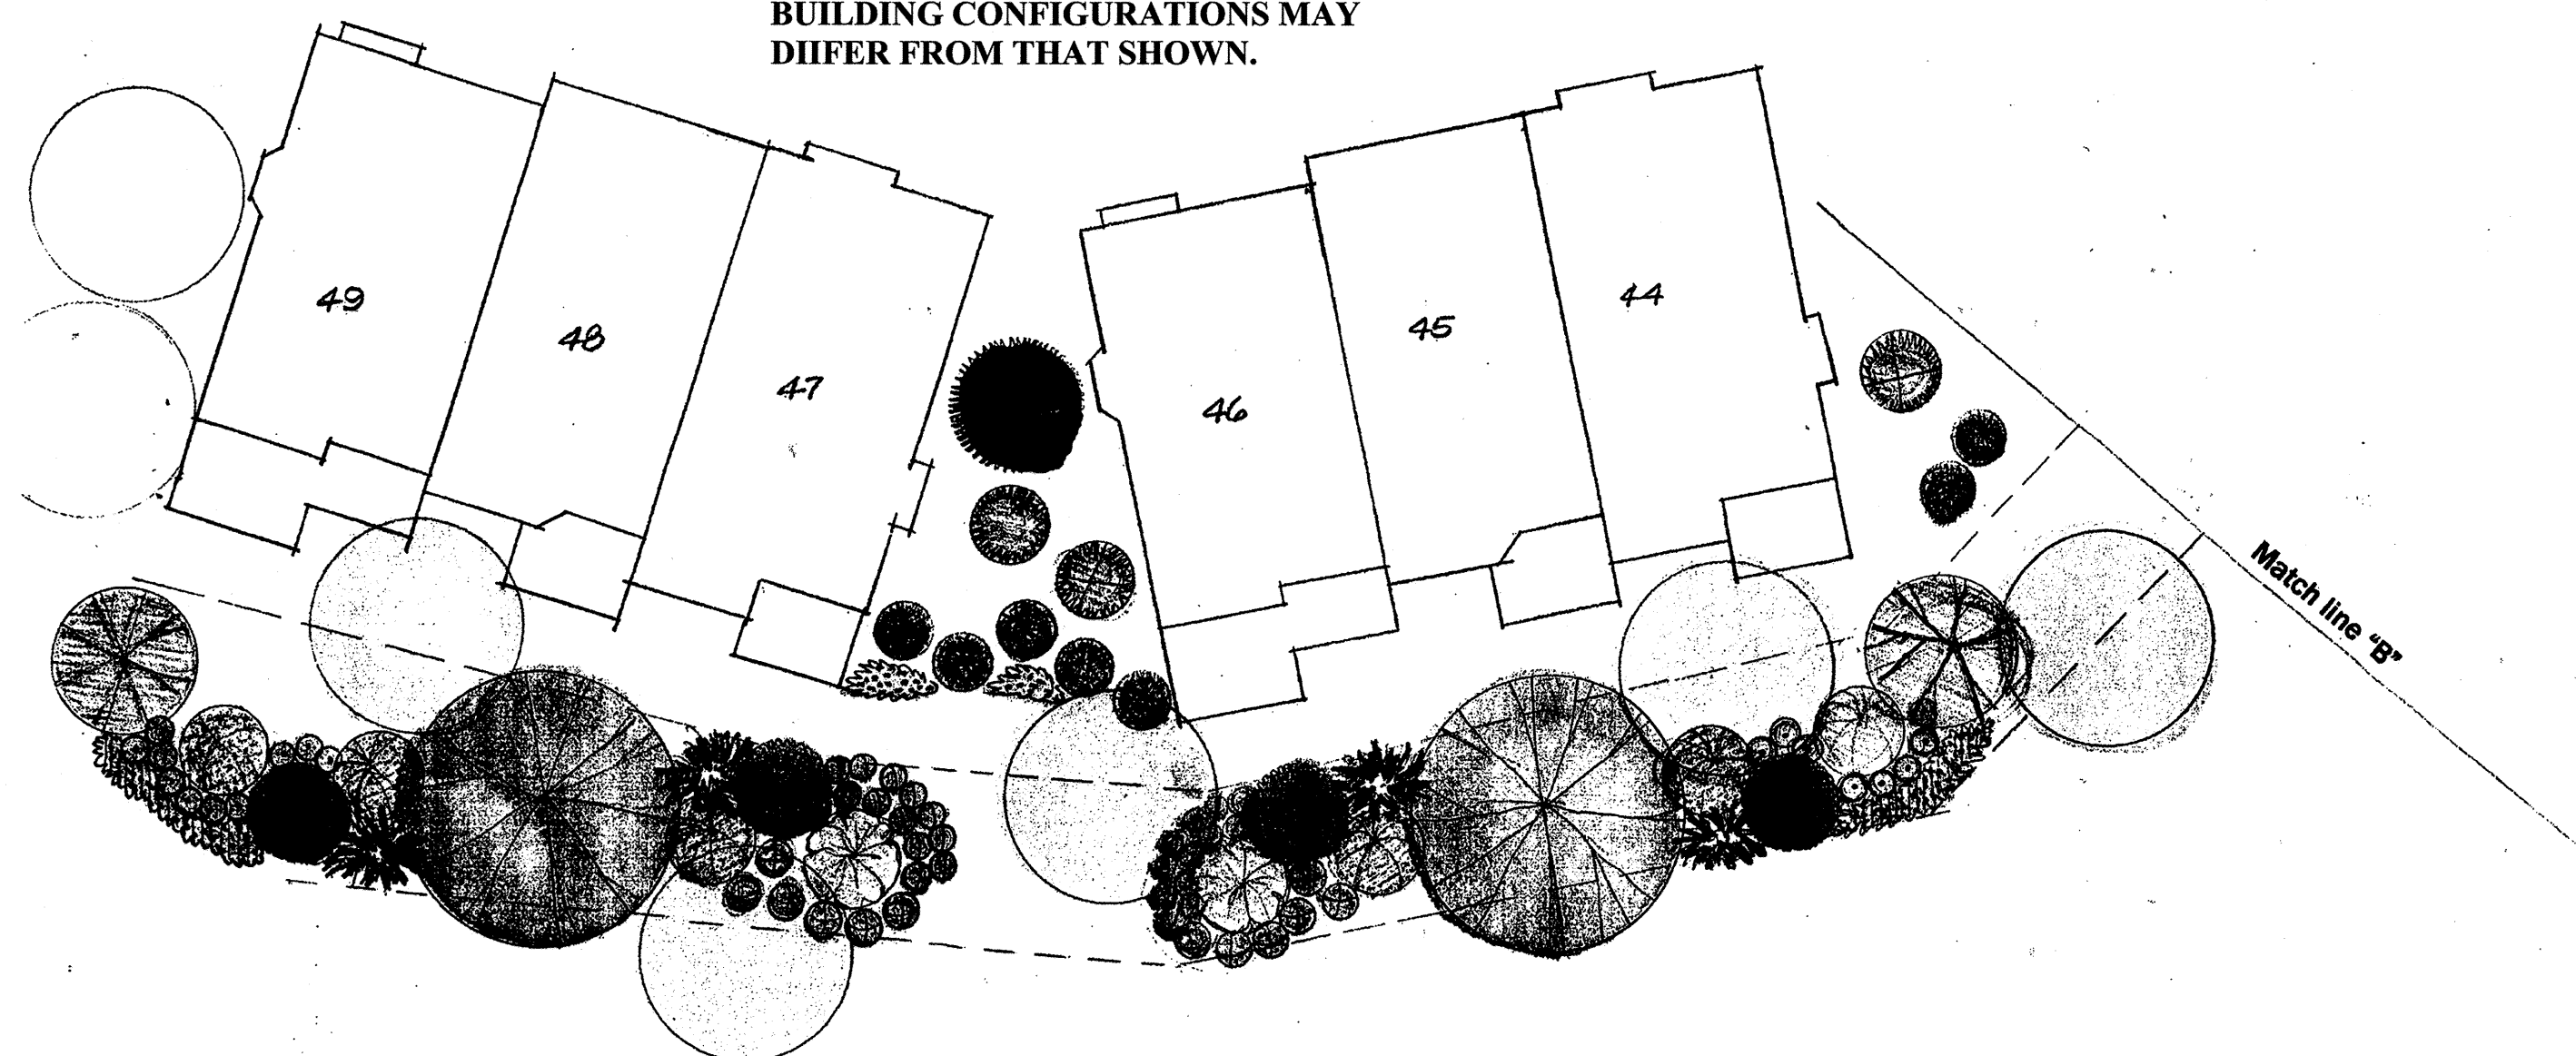 BUILDING CONFIGURATIONS MAY
DIIFER FROM THAT SHOWN.
49
48
47
46
45
44
Match line "B"